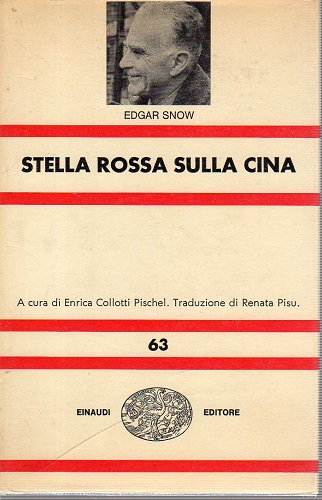 EDGAR SNOW
STELLA ROSSA SULLA CINA
A cura di Enrica Collotti Pischel. Traduzione di Renata Pisu.
63
EINAUDI EDITORE